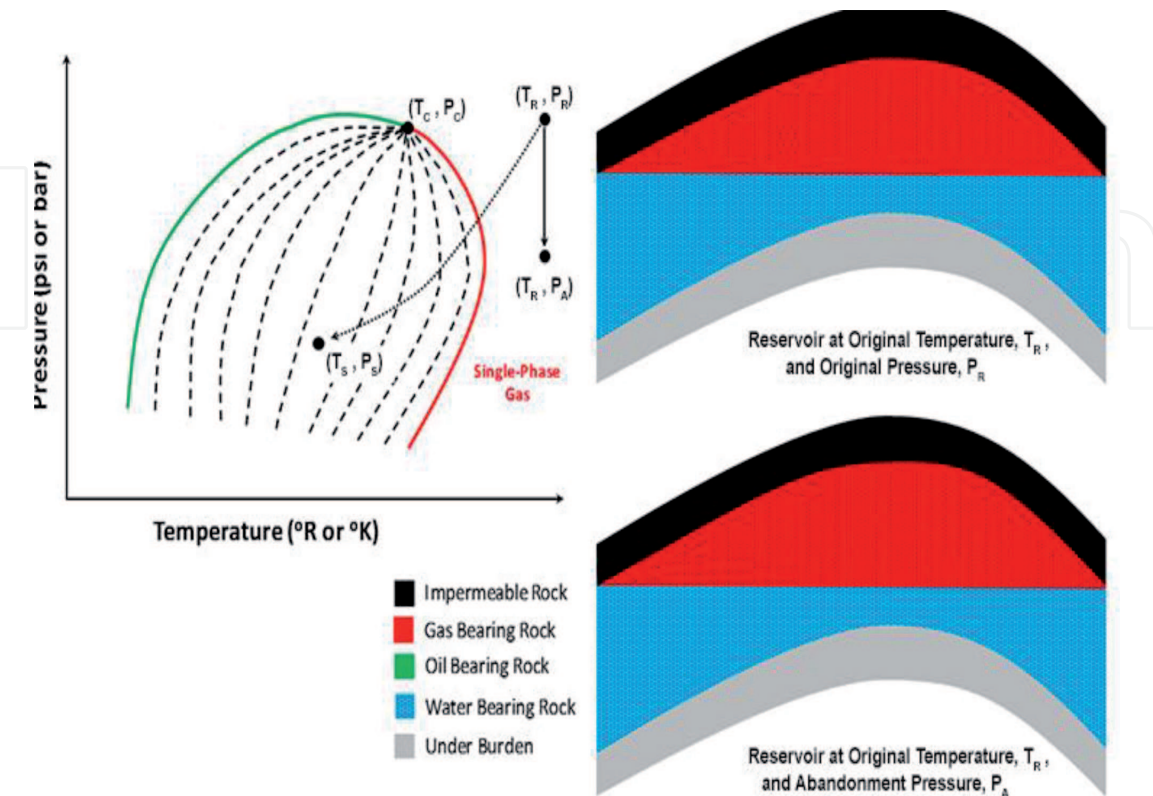 Pressure (psi or bar)
(T_C , P_C)
(T_R , P_R)
(T_R , P_A)
(T_S , P_S)
Single-Phase
Gas
Temperature (ºR or ºK)
Impermeable Rock
Gas Bearing Rock
Oil Bearing Rock
Water Bearing Rock
Under Burden
Reservoir at Original Temperature, T_R ,
and Original Pressure, P_R
Reservoir at Original Temperature, T_R ,
and Abandonment Pressure, P_A